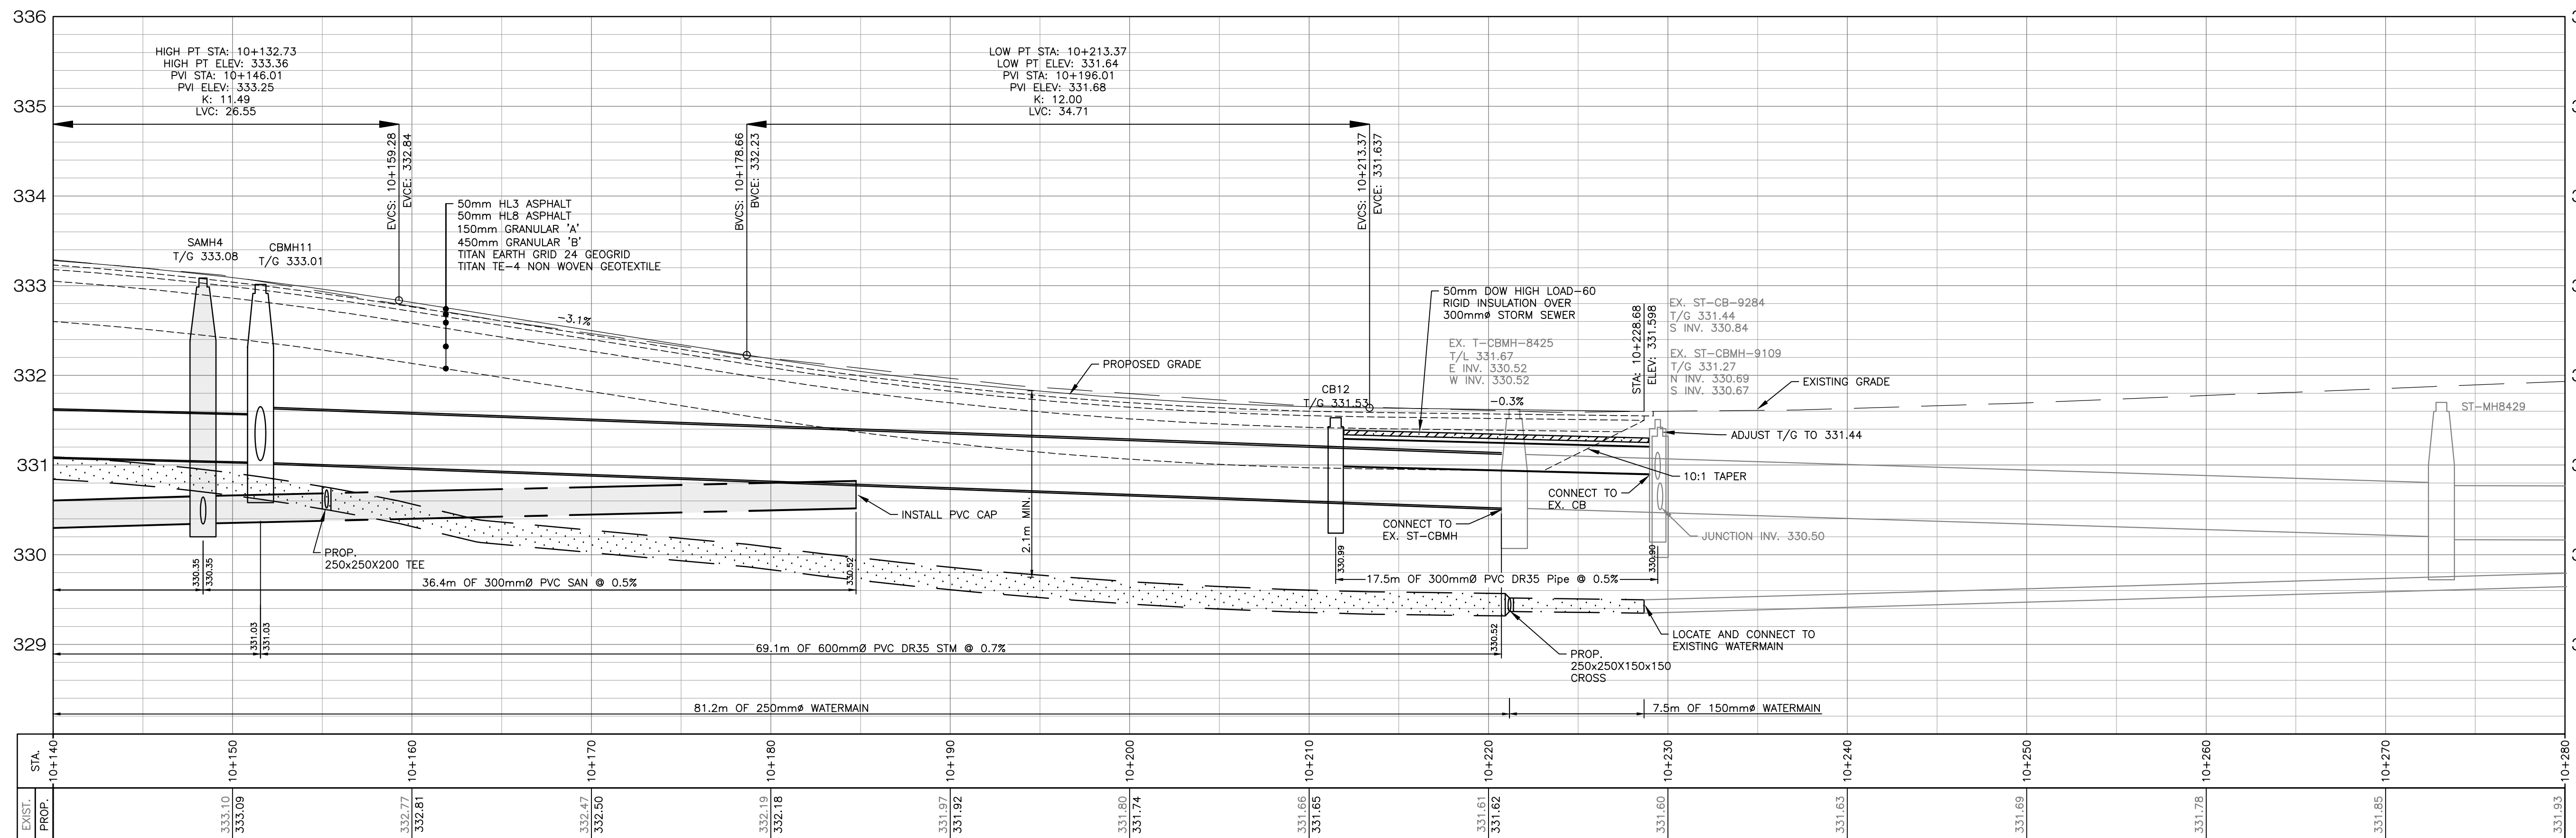 336
335
334
333
332
331
330
329
HIGH PT STA: 10+132.73
HIGH PT ELEV: 333.36
PVI STA: 10+146.01
PVI ELEV: 333.25
K: 11.49
LVC: 26.55
LOW PT STA: 10+213.37
LOW PT ELEV: 331.64
PVI STA: 10+196.01
PVI ELEV: 331.68
K: 12.00
LVC: 34.71
EVCS: 10+159.28
EVCE: 332.84
BVCS: 10+178.66
BVCE: 332.23
EVCS: 10+213.37
EVCE: 331.637
SAMH4
T/G 333.08
CBMH11
T/G 333.01
50mm HL3 ASPHALT
50mm HL8 ASPHALT
150mm GRANULAR 'A'
450mm GRANULAR 'B'
TITAN EARTH GRID 24 GEOGRID
TITAN TE-4 NON WOVEN GEOTEXTILE
-3.1%
PROPOSED GRADE
50mm DOW HIGH LOAD-60
RIGID INSULATION OVER
300mmø STORM SEWER
EX. T-CBMH-8425
T/L 331.67
E INV. 330.52
W INV. 330.52
CB12
T/G 331.53
-0.3%
STA: 10+228.68
ELEV: 331.598
EX. ST-CB-9284
T/G 331.44
S INV. 330.84
EX. ST-CBMH-9109
T/G 331.27
N INV. 330.69
S INV. 330.67
EXISTING GRADE
ST-MH8429
ADJUST T/G TO 331.44
10:1 TAPER
CONNECT TO
EX. CB
CONNECT TO
EX. ST-CBMH
JUNCTION INV. 330.50
INSTALL PVC CAP
2.1m MIN.
PROP.
250x250X200 TEE
330.35
330.35
36.4m OF 300mmØ PVC SAN @ 0.5%
330.52
330.99
17.5m OF 300mmØ PVC DR35 Pipe @ 0.5%
330.90
331.03
331.03
69.1m OF 600mmØ PVC DR35 STM @ 0.7%
330.52
LOCATE AND CONNECT TO
EXISTING WATERMAIN
PROP.
250x250X150x150
CROSS
81.2m OF 250mmø WATERMAIN
7.5m OF 150mmø WATERMAIN
STA.
10+140
10+150
10+160
10+170
10+180
10+190
10+200
10+210
10+220
10+230
10+240
10+250
10+260
10+270
10+280
EXIST.
PROP.
333.10
333.09
332.77
332.81
332.47
332.50
332.19
332.18
331.97
331.92
331.80
331.74
331.66
331.65
331.61
331.62
331.60
331.63
331.69
331.78
331.85
331.93